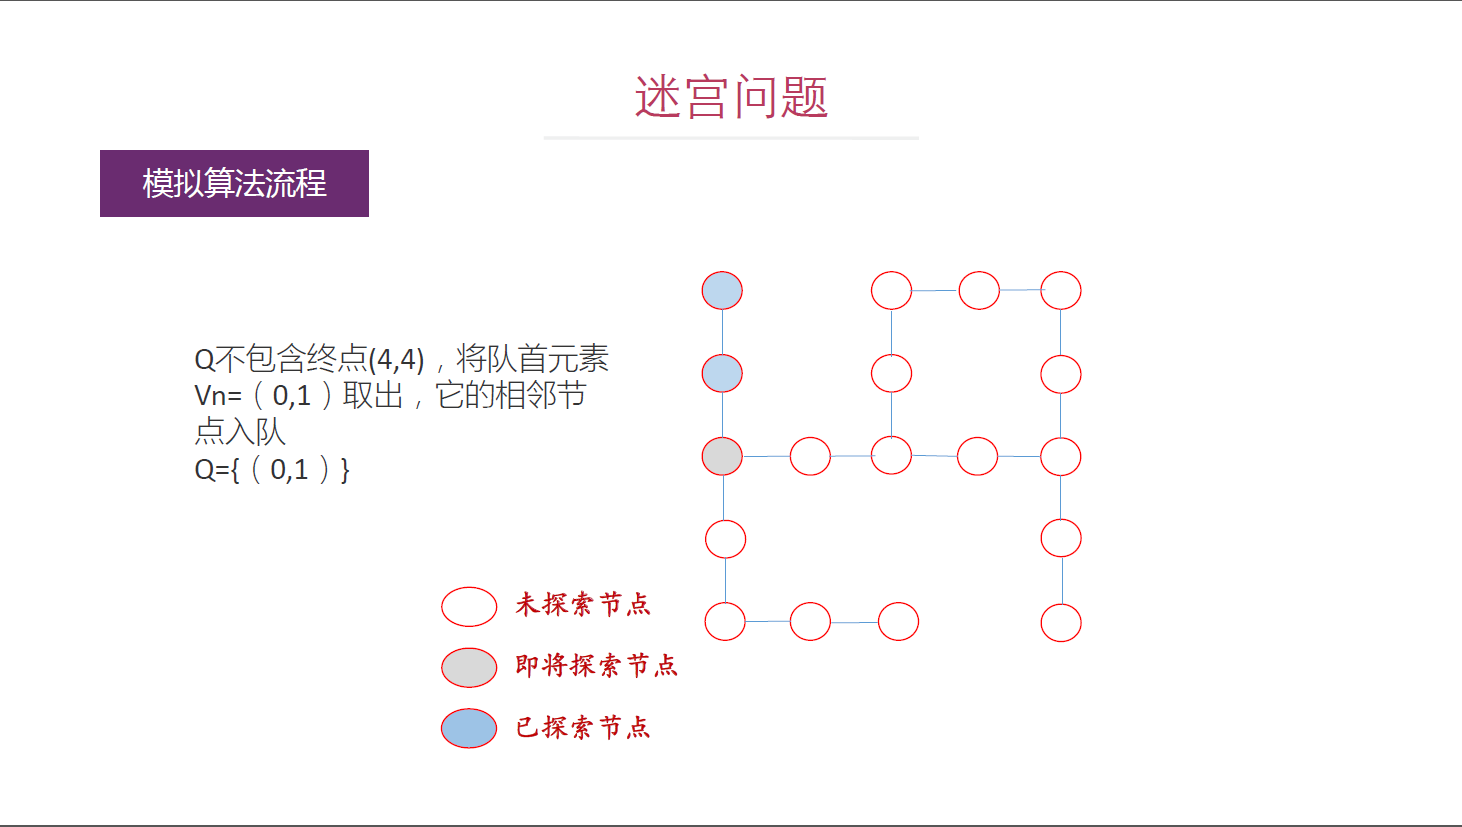 迷宫问题
模拟算法流程
Q不包含终点(4,4)，将队首元素
Vn=（0,1）取出，它的相邻节
点入队
Q={（0,1）}
未探索节点
即将探索节点
已探索节点